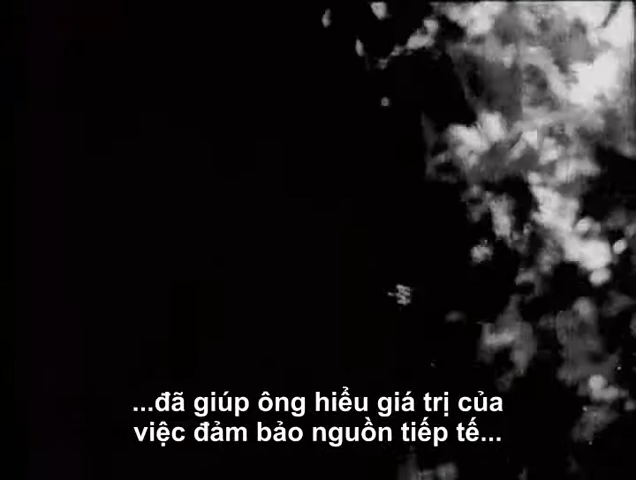 ...đã giúp ông hiểu giá trị của
việc đảm bảo nguồn tiếp tế...